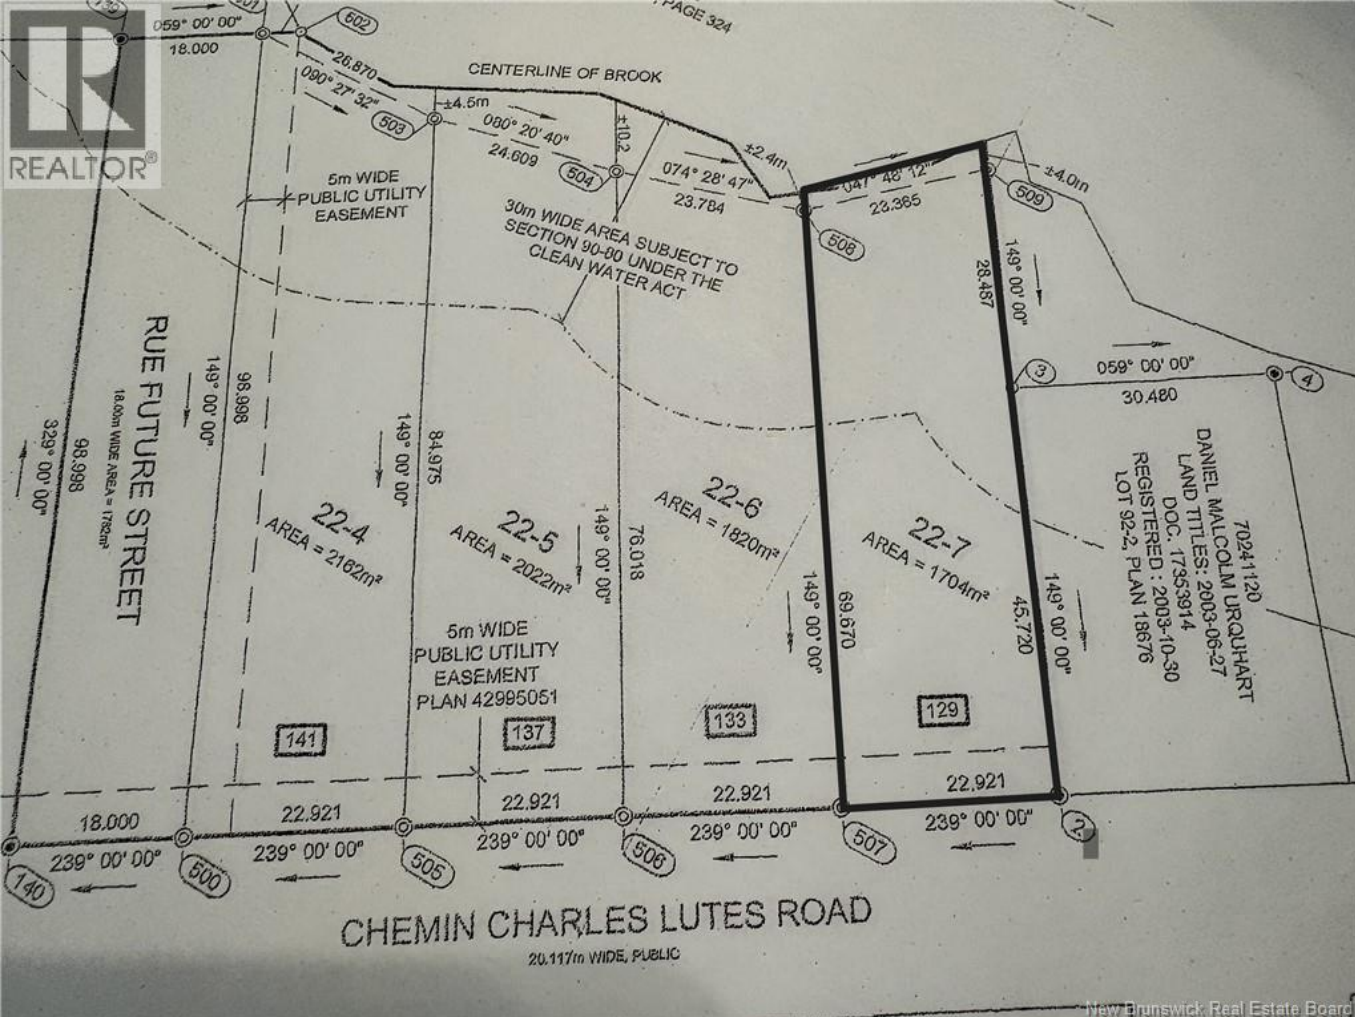 , PAGE 324
059° 00' 00"
18.000
502
26.870
090° 27' 32"
CENTERLINE OF BROOK
±4.5m
503
080° 20' 40"
24.609
±10.2
504
074° 28' 47"
23.784
±2.4m
047° 48' 12"
23.365
508
±4.0m
509
REALTOR®
5m WIDE
PUBLIC UTILITY
EASEMENT
30m WIDE AREA SUBJECT TO
SECTION 90-80 UNDER THE
CLEAN WATER ACT
149° 00' 00"
28.487
3
059° 00' 00"
30.480
4
RUE FUTURE STREET
18.00m WIDE AREA = 1782m²
329° 00' 00"
98.998
149° 00' 00"
98.998
149° 00' 00"
84.975
149° 00' 00"
76.018
149° 00' 00"
69.670
149° 00' 00"
45.720
22-4
AREA = 2162m²
22-5
AREA = 2022m²
22-6
AREA = 1820m²
22-7
AREA = 1704m²
70241120
DANIEL MALCOLM URQUHART
LAND TITLES: 2003-06-27
DOC. 17353914
REGISTERED : 2003-10-30
LOT 92-2, PLAN 18676
5m WIDE
PUBLIC UTILITY
EASEMENT
PLAN 42995051
141
137
133
129
18.000
22.921
22.921
22.921
22.921
239° 00' 00"
239° 00' 00"
239° 00' 00"
239° 00' 00"
239° 00' 00"
140
500
505
506
507
2
CHEMIN CHARLES LUTES ROAD
20.117m WIDE, PUBLIC
New Brunswick Real Estate Board